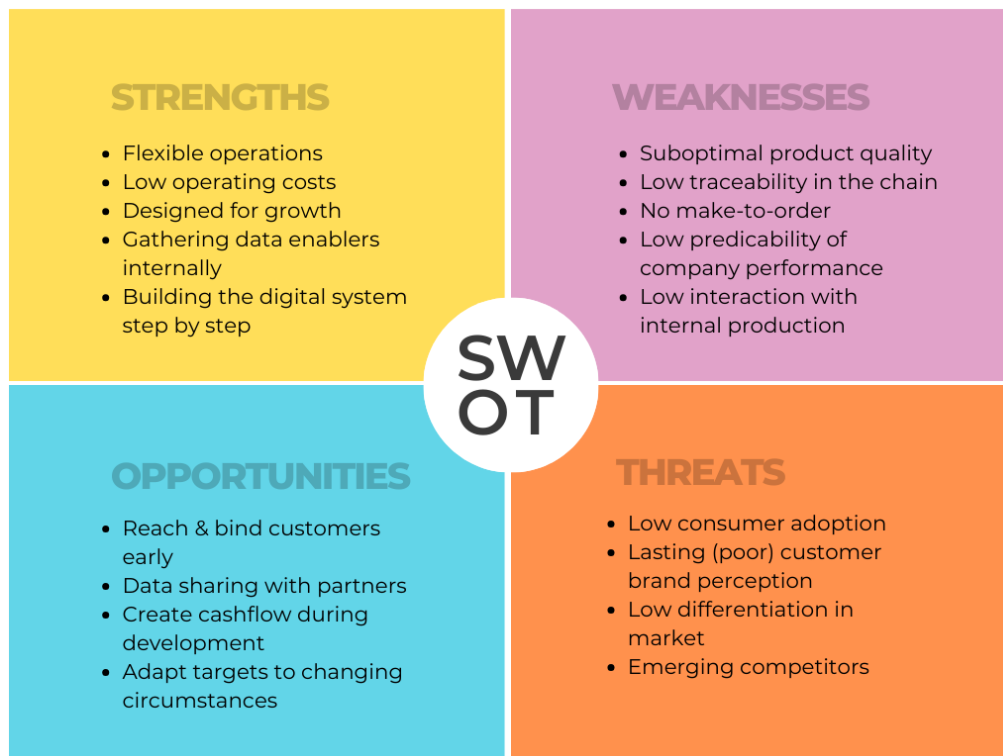 STRENGTHS
• Flexible operations
• Low operating costs
• Designed for growth
• Gathering data enablers
internally
• Building the digital system
step by step
WEAKNESSES
• Suboptimal product quality
• Low traceability in the chain
• No make-to-order
• Low predicability of
company performance
• Low interaction with
internal production
SW
OT
OPPORTUNITIES
• Reach & bind customers
early
• Data sharing with partners
• Create cashflow during
development
• Adapt targets to changing
circumstances
THREATS
• Low consumer adoption
• Lasting (poor) customer
brand perception
• Low differentiation in
market
• Emerging competitors